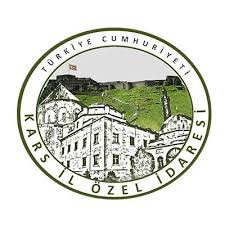 TÜRKİYE CUMHURİYETİ
KARS İL ÖZEL İDARESİ